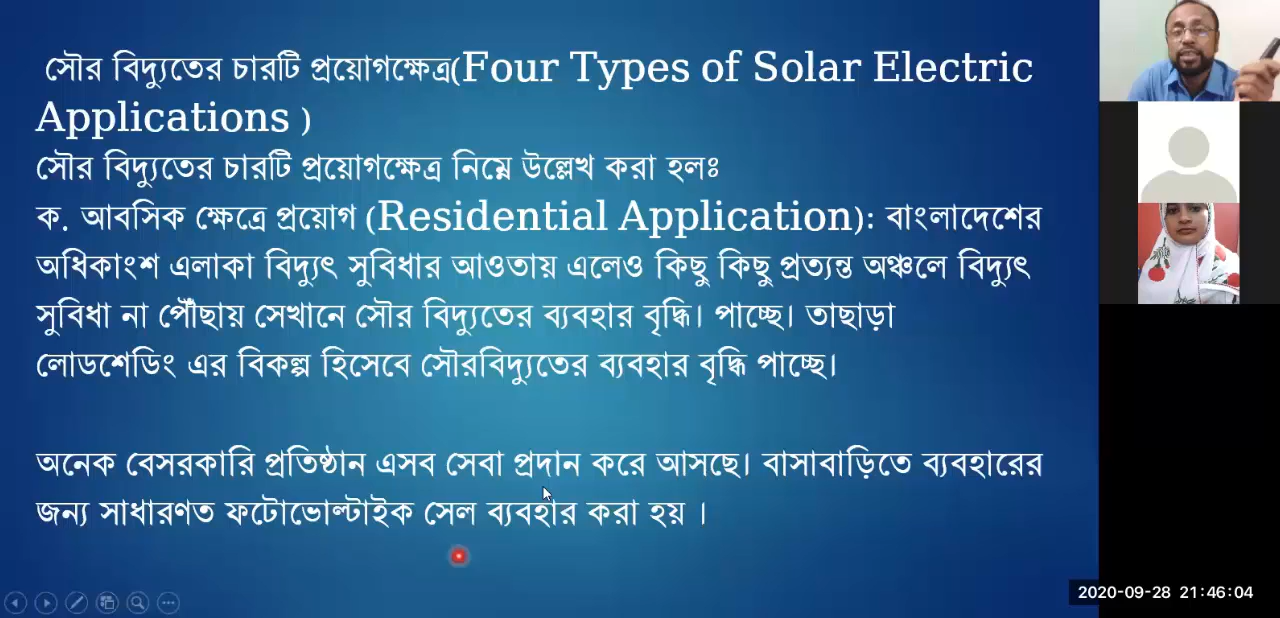 সৌর বিদ্যুতের চারটি প্রয়োগক্ষেত্র(Four Types of Solar Electric
Applications )
সৌর বিদ্যুতের চারটি প্রয়োগক্ষেত্র নিম্নে উল্লেখ করা হলঃ
ক. আবসিক ক্ষেত্রে প্রয়োগ (Residential Application): বাংলাদেশের
অধিকাংশ এলাকা বিদ্যুৎ সুবিধার আওতায় এলেও কিছু কিছু প্রত্যন্ত অঞ্চলে বিদ্যুৎ
সুবিধা না পৌঁছায় সেখানে সৌর বিদ্যুতের ব্যবহার বৃদ্ধি। পাচ্ছে। তাছাড়া
লোডশেডিং এর বিকল্প হিসেবে সৌরবিদ্যুতের ব্যবহার বৃদ্ধি পাচ্ছে।
অনেক বেসরকারি প্রতিষ্ঠান এসব সেবা প্রদান করে আসছে। বাসাবাড়িতে ব্যবহারের
জন্য সাধারণত ফটোভোল্টাইক সেল ব্যবহার করা হয় ।
2020-09-28 21:46:04